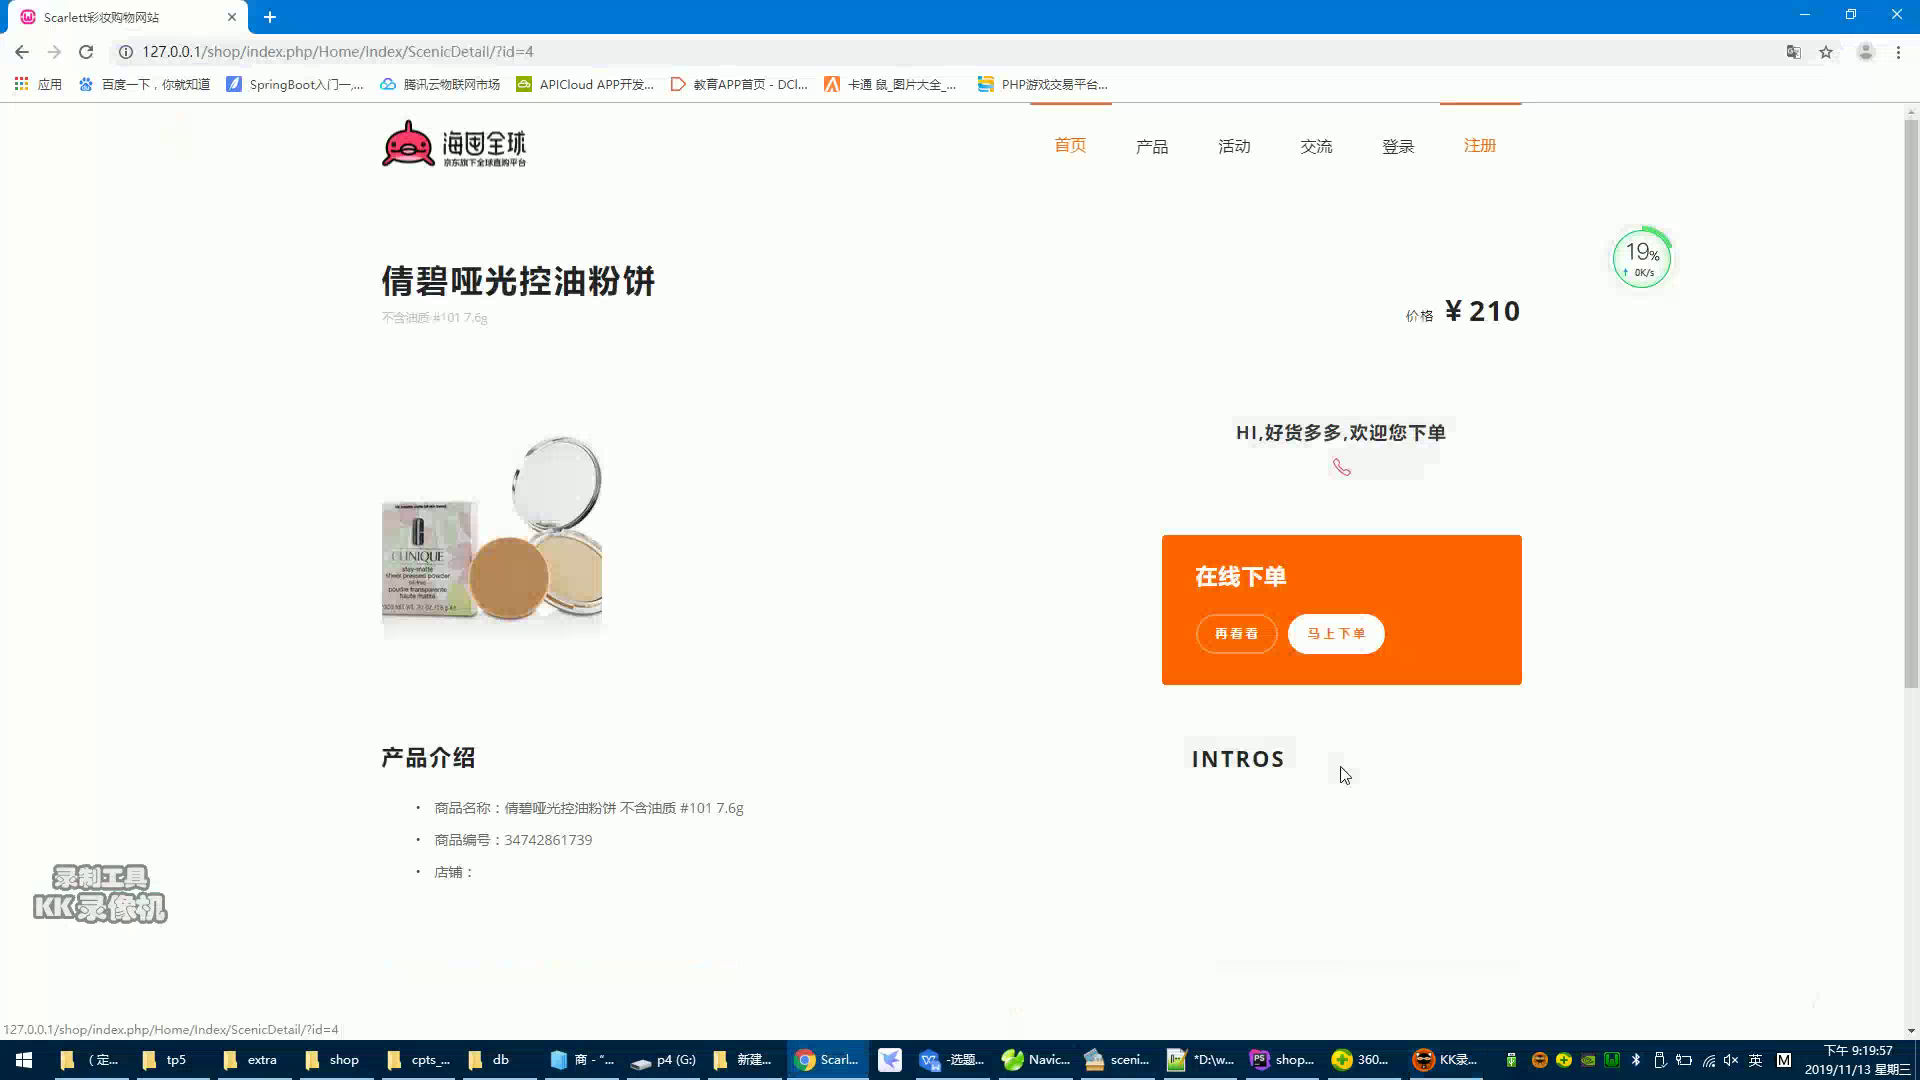 Scarlett彩妆购物网站
127.0.0.1/shop/index.php/Home/Index/ScenicDetail/?id=4
应用
百度一下，你就知道
SpringBoot入门一,...
腾讯云物联网市场
APICloud APP开发...
教育APP首页 - DCl...
卡通 鼠_图片大全_...
PHP游戏交易平台...
海囤全球
京东旗下全球直购平台
首页
产品
活动
交流
登录
注册
19%
0K/s
倩碧哑光控油粉饼
不含油质 #101 7.6g
价格 ¥ 210
HI,好货多多,欢迎您下单
CLINIQUE
stay-matte
sheer pressed powder
oil-free
poudre transparente
haute matité
在线下单
再看看
马上下单
产品介绍
INTROS
商品名称：倩碧哑光控油粉饼 不含油质 #101 7.6g
商品编号：34742861739
店铺：
录制工具
KK录像机
127.0.0.1/shop/index.php/Home/Index/ScenicDetail/?id=4
（定...
tp5
extra
shop
cpts_...
db
商 - “...
p4 (G:)
新建...
Scarl...
-选题...
Navic...
sceni...
*D:\w...
shop...
360...
KK录...
英
M
下午 9:19:57
2019/11/13 星期三